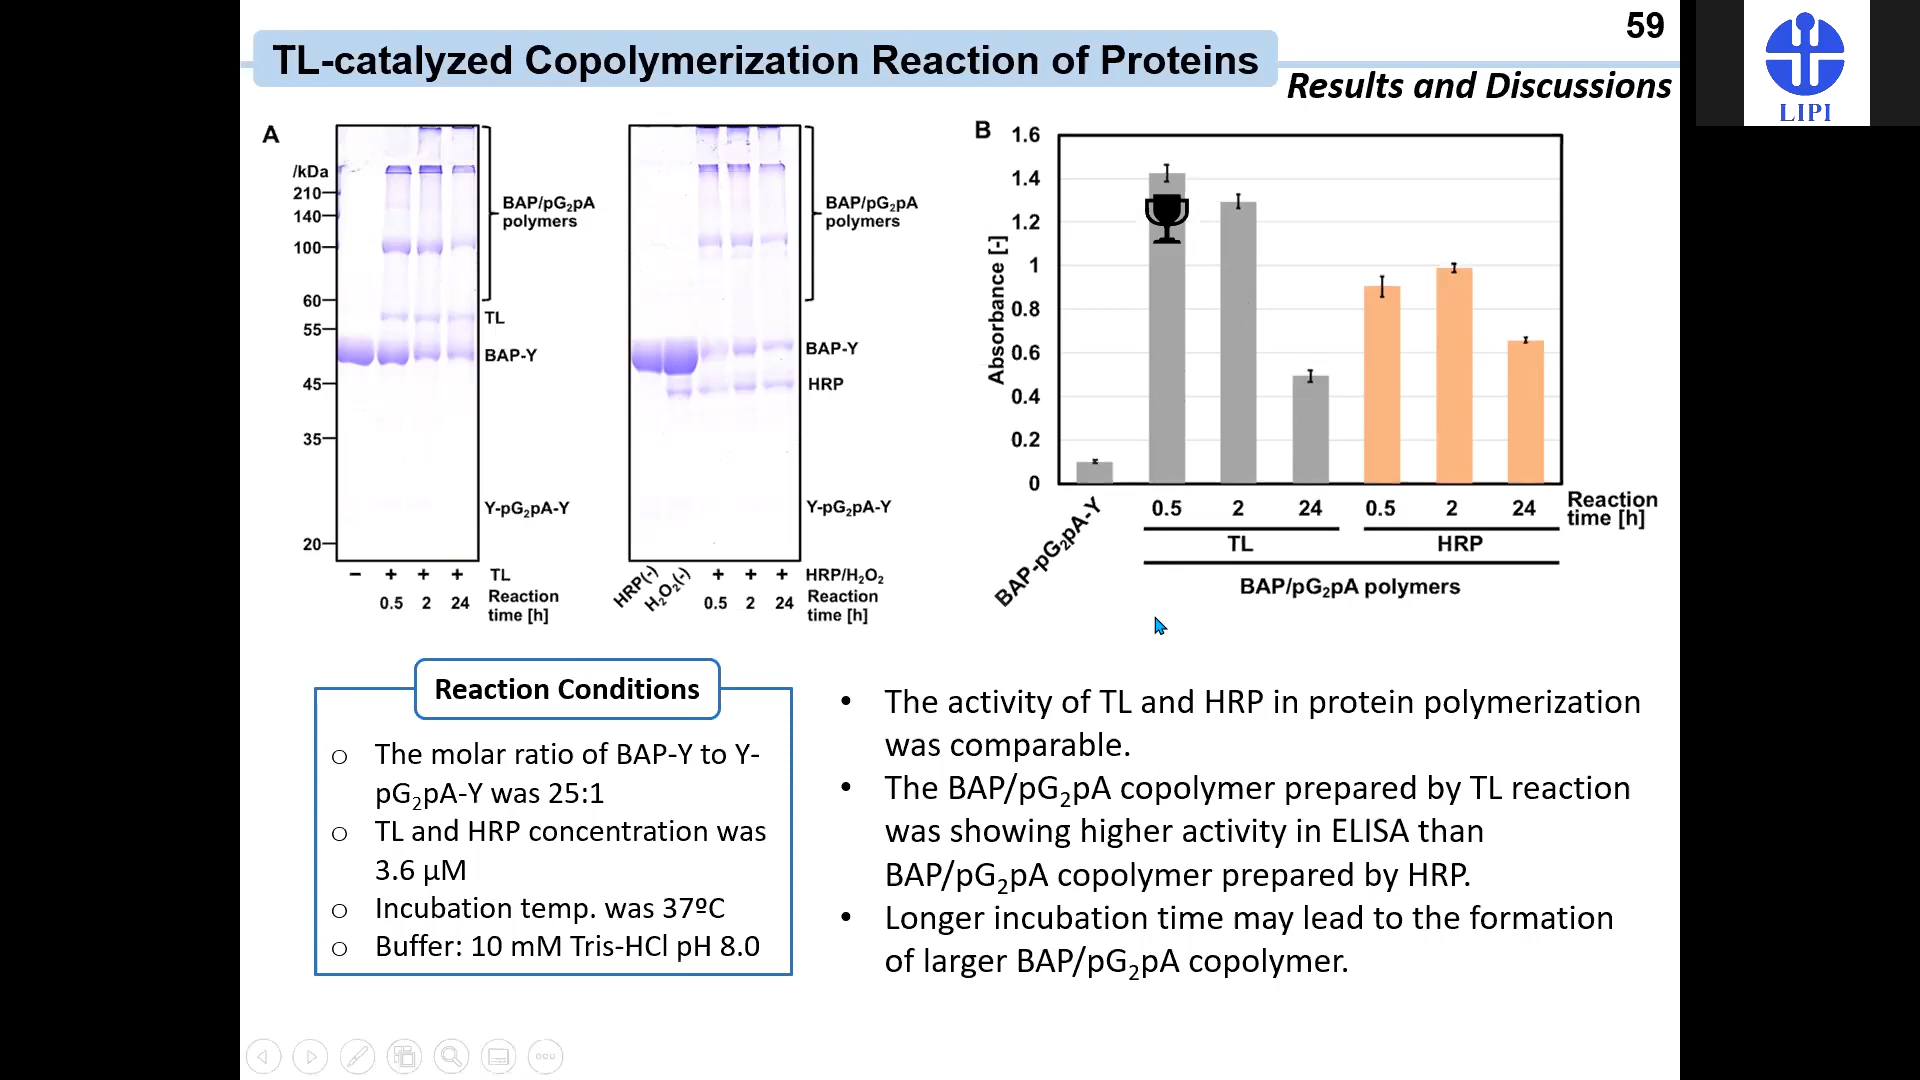 59
TL-catalyzed Copolymerization Reaction of Proteins
Results and Discussions
LIPI
A
/kDa
210
140
100
60
55
45
35
20
BAP/pG₂pA
polymers
TL
BAP-Y
Y-pG₂pA-Y
− + + + TL
0.5 2 24 Reaction
time [h]
BAP/pG₂pA
polymers
BAP-Y
HRP
Y-pG₂pA-Y
HRP(-) H₂O₂(-) + + + HRP/H₂O₂
0.5 2 24 Reaction
time [h]
B
Absorbance [-]
1.6
1.4
1.2
1
0.8
0.6
0.4
0.2
0
BAP-pG₂pA-Y
0.5 2 24 0.5 2 24 Reaction
time [h]
TL HRP
BAP/pG₂pA polymers
Reaction Conditions
o The molar ratio of BAP-Y to Y-
pG₂pA-Y was 25:1
o TL and HRP concentration was
3.6 µM
o Incubation temp. was 37ºC
o Buffer: 10 mM Tris-HCl pH 8.0
• The activity of TL and HRP in protein polymerization
was comparable.
• The BAP/pG₂pA copolymer prepared by TL reaction
was showing higher activity in ELISA than
BAP/pG₂pA copolymer prepared by HRP.
• Longer incubation time may lead to the formation
of larger BAP/pG₂pA copolymer.